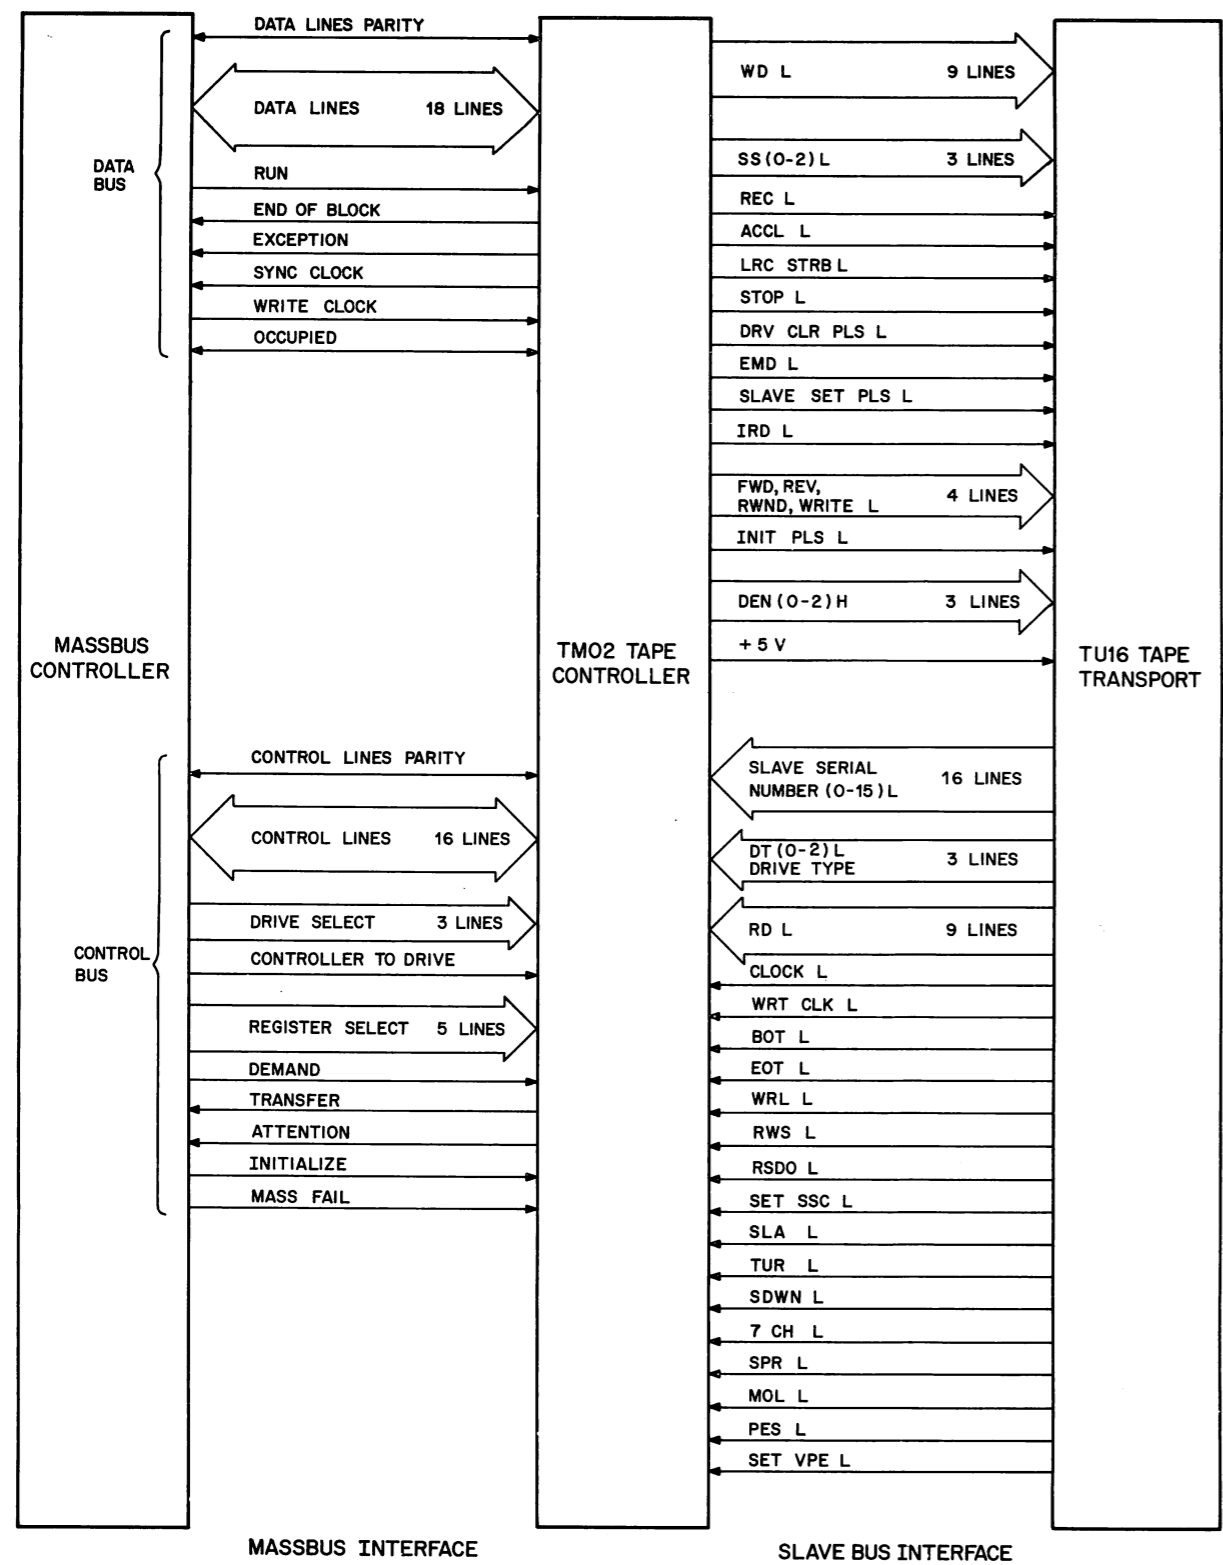 DATA LINES PARITY
DATA LINES 18 LINES
DATA
BUS
RUN
END OF BLOCK
EXCEPTION
SYNC CLOCK
WRITE CLOCK
OCCUPIED
MASSBUS
CONTROLLER
CONTROL LINES PARITY
CONTROL LINES 16 LINES
DRIVE SELECT 3 LINES
CONTROL
BUS
CONTROLLER TO DRIVE
REGISTER SELECT 5 LINES
DEMAND
TRANSFER
ATTENTION
INITIALIZE
MASS FAIL
MASSBUS INTERFACE
TM02 TAPE
CONTROLLER
WD L 9 LINES
SS(0-2)L 3 LINES
REC L
ACCL L
LRC STRB L
STOP L
DRV CLR PLS L
EMD L
SLAVE SET PLS L
IRD L
FWD, REV,
RWND, WRITE L 4 LINES
INIT PLS L
DEN(0-2)H 3 LINES
+5V
SLAVE SERIAL
NUMBER(0-15)L 16 LINES
DT(0-2)L
DRIVE TYPE 3 LINES
RD L 9 LINES
CLOCK L
WRT CLK L
BOT L
EOT L
WRL L
RWS L
RSDO L
SET SSC L
SLA L
TUR L
SDWN L
7 CH L
SPR L
MOL L
PES L
SET VPE L
SLAVE BUS INTERFACE
TU16 TAPE
TRANSPORT